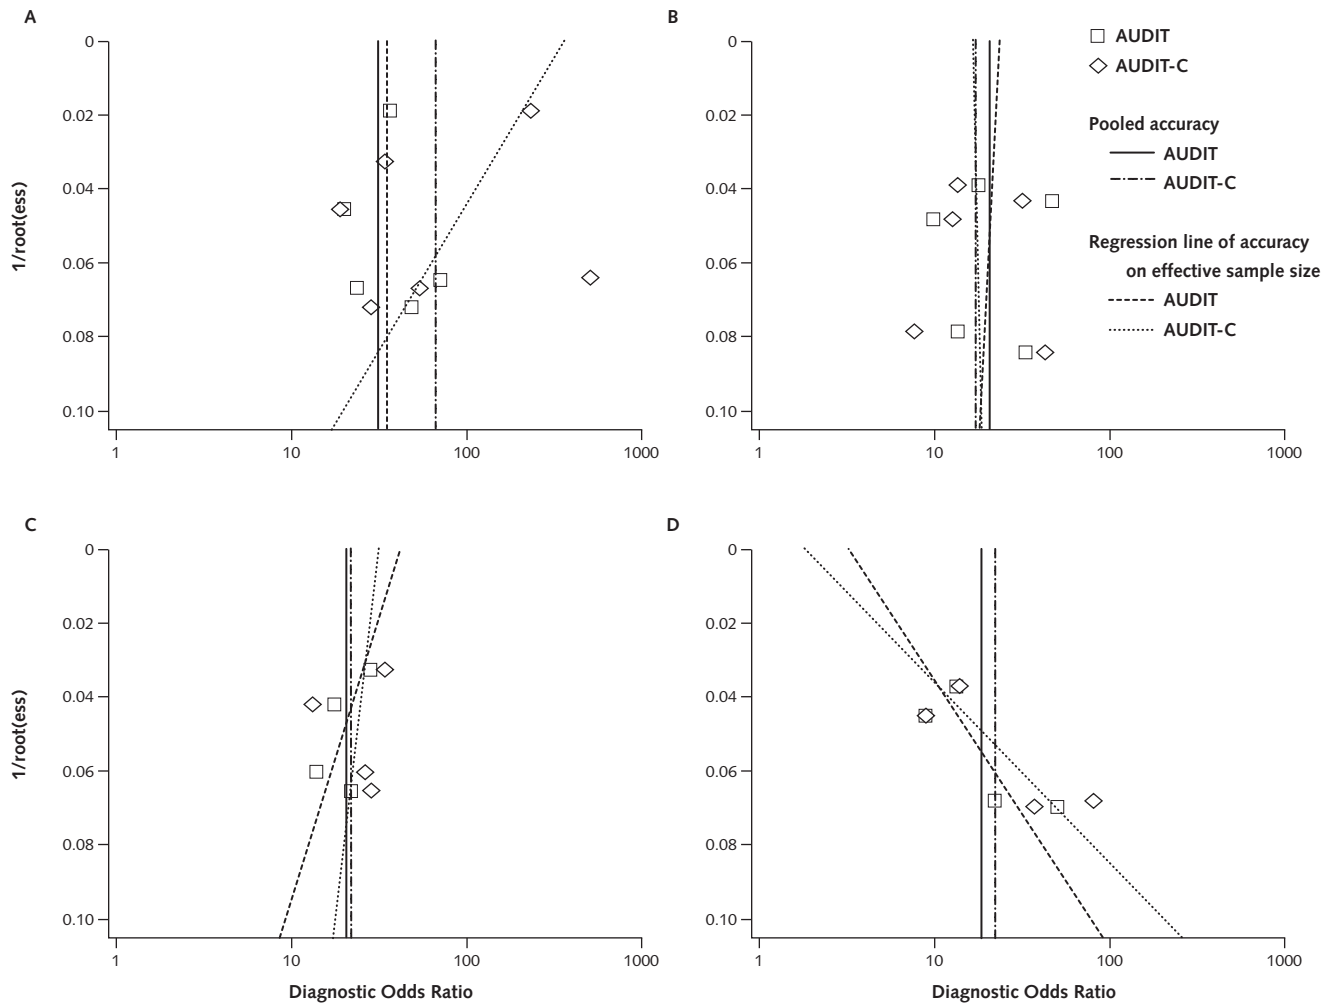 A
0
0.02
0.04
0.06
0.08
0.10
1/root(ess)
1
10
100
1000
B
0
0.02
0.04
0.06
0.08
0.10
1
10
100
1000
AUDIT
AUDIT-C
Pooled accuracy
AUDIT
AUDIT-C
Regression line of accuracy
on effective sample size
AUDIT
AUDIT-C
C
0
0.02
0.04
0.06
0.08
0.10
1/root(ess)
1
10
100
1000
Diagnostic Odds Ratio
D
0
0.02
0.04
0.06
0.08
0.10
1
10
100
1000
Diagnostic Odds Ratio